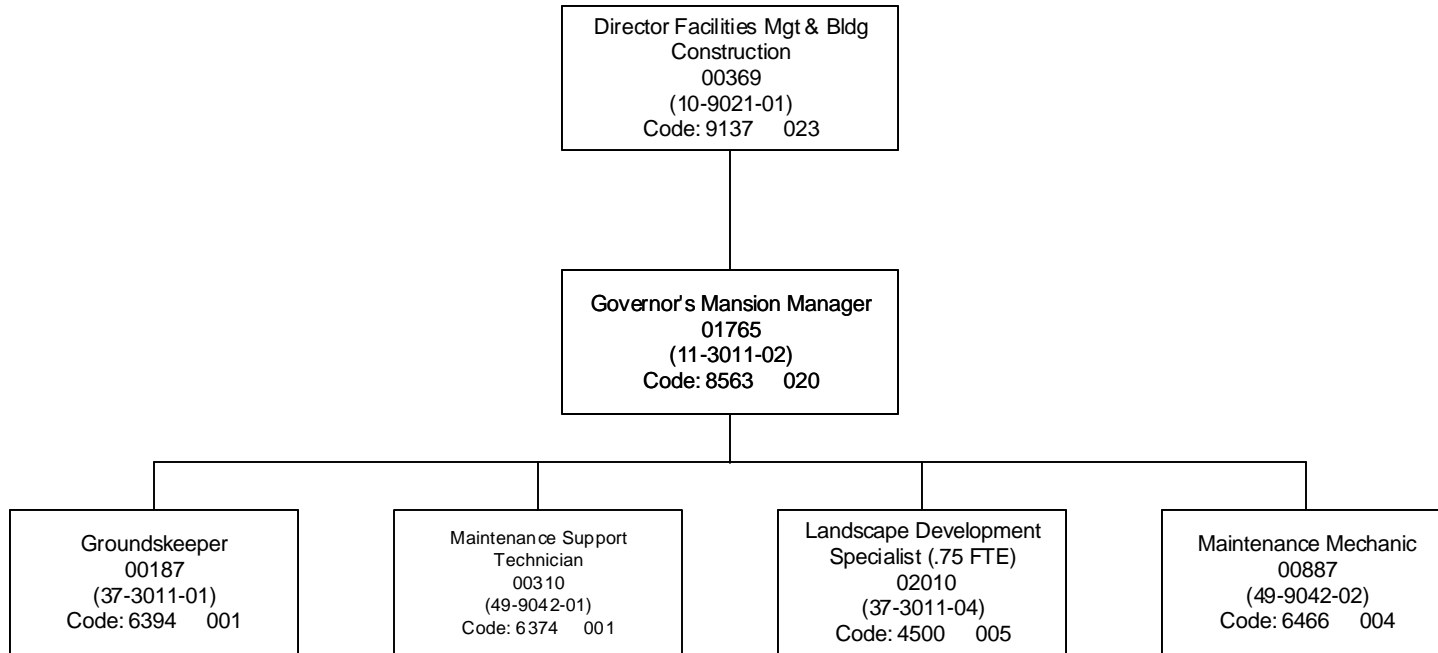 Director Facilities Mgt & Bldg
Construction
00369
(10-9021-01)
Code: 9137 023
Governor's Mansion Manager
01765
(11-3011-02)
Code: 8563 020
Groundskeeper
00187
(37-3011-01)
Code: 6394 001
Maintenance Support
Technician
00310
(49-9042-01)
Code: 6374 001
Landscape Development
Specialist (.75 FTE)
02010
(37-3011-04)
Code: 4500 005
Maintenance Mechanic
00887
(49-9042-02)
Code: 6466 004